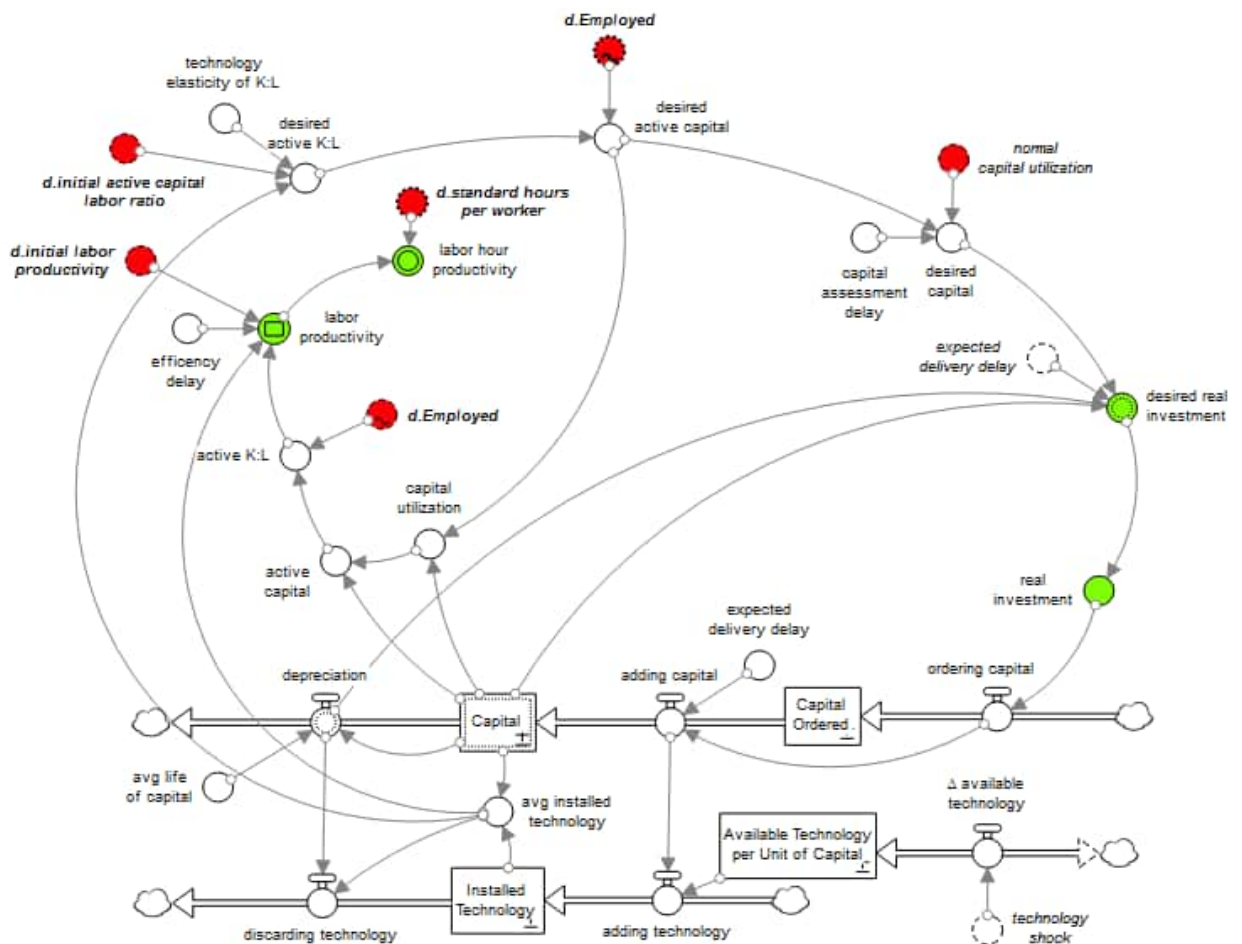 d.Employed
technology
elasticity of K:L
desired
active K:L
desired
active capital
d.initial active capital
labor ratio
d.standard hours
per worker
normal
capital utilization
d.initial labor
productivity
labor hour
productivity
capital
assessment
delay
desired
capital
labor
productivity
efficency
delay
expected
delivery delay
desired real
investment
d.Employed
active K:L
capital
utilization
active
capital
real
investment
expected
delivery delay
depreciation
adding capital
ordering capital
Capital
Capital
Ordered
avg life
of capital
avg installed
technology
Δ available
technology
Available Technology
per Unit of Capital
Installed
Technology
discarding technology
adding technology
technology
shock